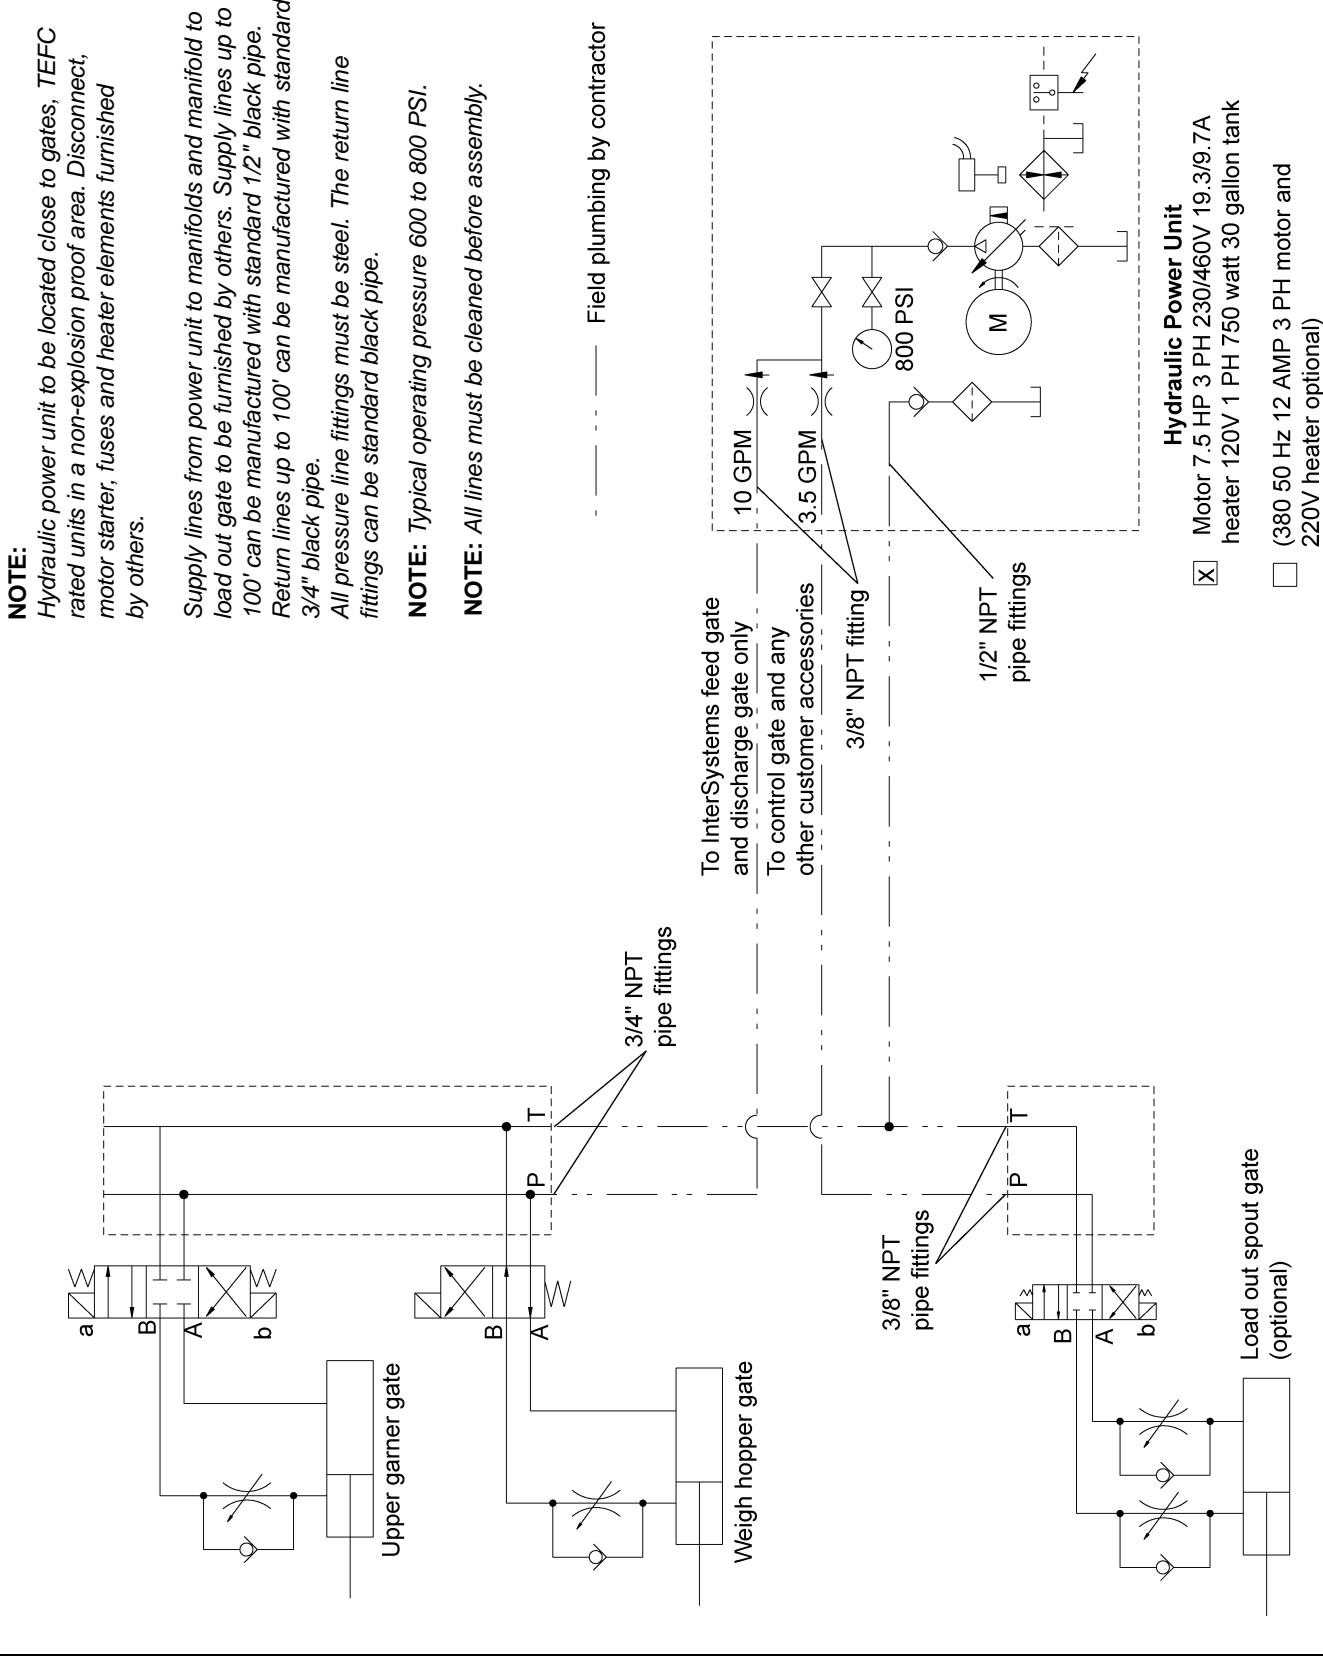 NOTE:
Hydraulic power unit to be located close to gates, TEFC
rated units in a non-explosion proof area. Disconnect,
motor starter, fuses and heater elements furnished
by others.
Supply lines from power unit to manifolds and manifold to
load out gate to be furnished by others. Supply lines up to
100' can be manufactured with standard 1/2" black pipe.
Return lines up to 100' can be manufactured with standard
3/4" black pipe.
All pressure line fittings must be steel. The return line
fittings can be standard black pipe.
NOTE: Typical operating pressure 600 to 800 PSI.
NOTE: All lines must be cleaned before assembly.
Field plumbing by contractor
a
B
A
b
Upper garner gate
B
A
Weigh hopper gate
P
T
3/4" NPT
pipe fittings
To InterSystems feed gate
and discharge gate only
To control gate and any
other customer accessories
3/8" NPT fitting
1/2" NPT
pipe fittings
10 GPM
3.5 GPM
800 PSI
M
3/8" NPT
pipe fittings
P
T
a
B
A
b
Load out spout gate
(optional)
Hydraulic Power Unit
X Motor 7.5 HP 3 PH 230/460V 19.3/9.7A
heater 120V 1 PH 750 watt 30 gallon tank
(380 50 Hz 12 AMP 3 PH motor and
220V heater optional)